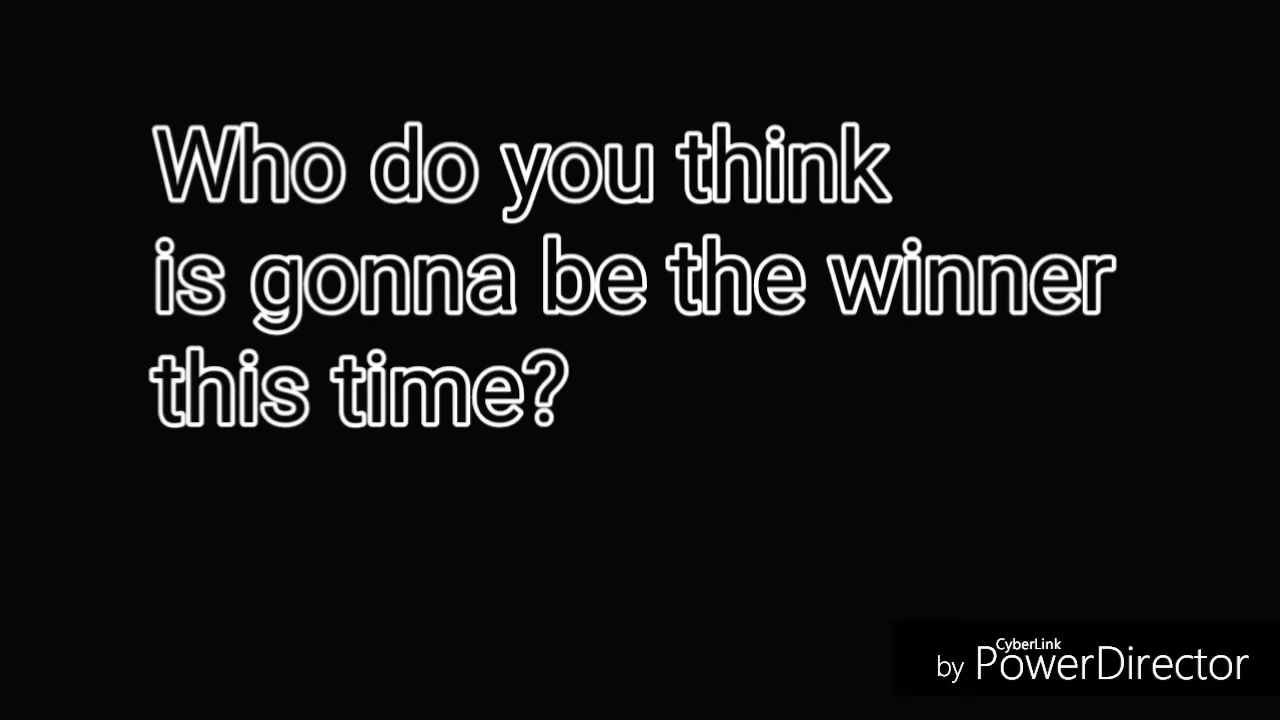 Who do you think
is gonna be the winner
this time?
CyberLink
by PowerDirector